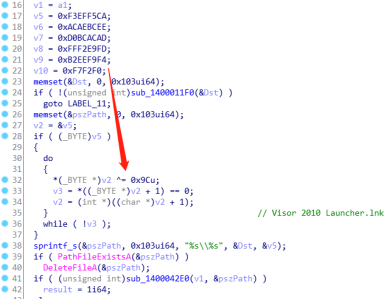 16 v1 = a1;
17 v5 = 0xF3EFF5CA;
18 v6 = 0xACAEBCEE;
19 v7 = 0xD0BCACAD;
20 v8 = 0xFFF2E9FD;
21 v9 = 0xB2EEF9F4;
22 v10 = 0xF7F2F0;
23 memset(&Dst, 0, 0x103ui64);
24 if ( !(unsigned int)sub_1400011F0(&Dst) )
25 goto LABEL_11;
26 memset(&pszPath, 0, 0x103ui64);
27 v2 = &v5;
28 if ( (_BYTE)v5 )
29 {
30 do
31 {
32 *(_BYTE *)v2 ^= 0x9Cu;
33 v3 = *((_BYTE *)v2 + 1) == 0;
34 v2 = (int *)((char *)v2 + 1);
35 } // Visor 2010 Launcher.lnk
36 while ( !v3 );
37 }
38 sprintf_s(&pszPath, 0x103ui64, "%s\\%s", &Dst, &v5);
39 if ( PathFileExistsA(&pszPath) )
40 DeleteFileA(&pszPath);
41 if ( (unsigned int)sub_1400042E0(v1, &pszPath) )
42 result = 1i64;